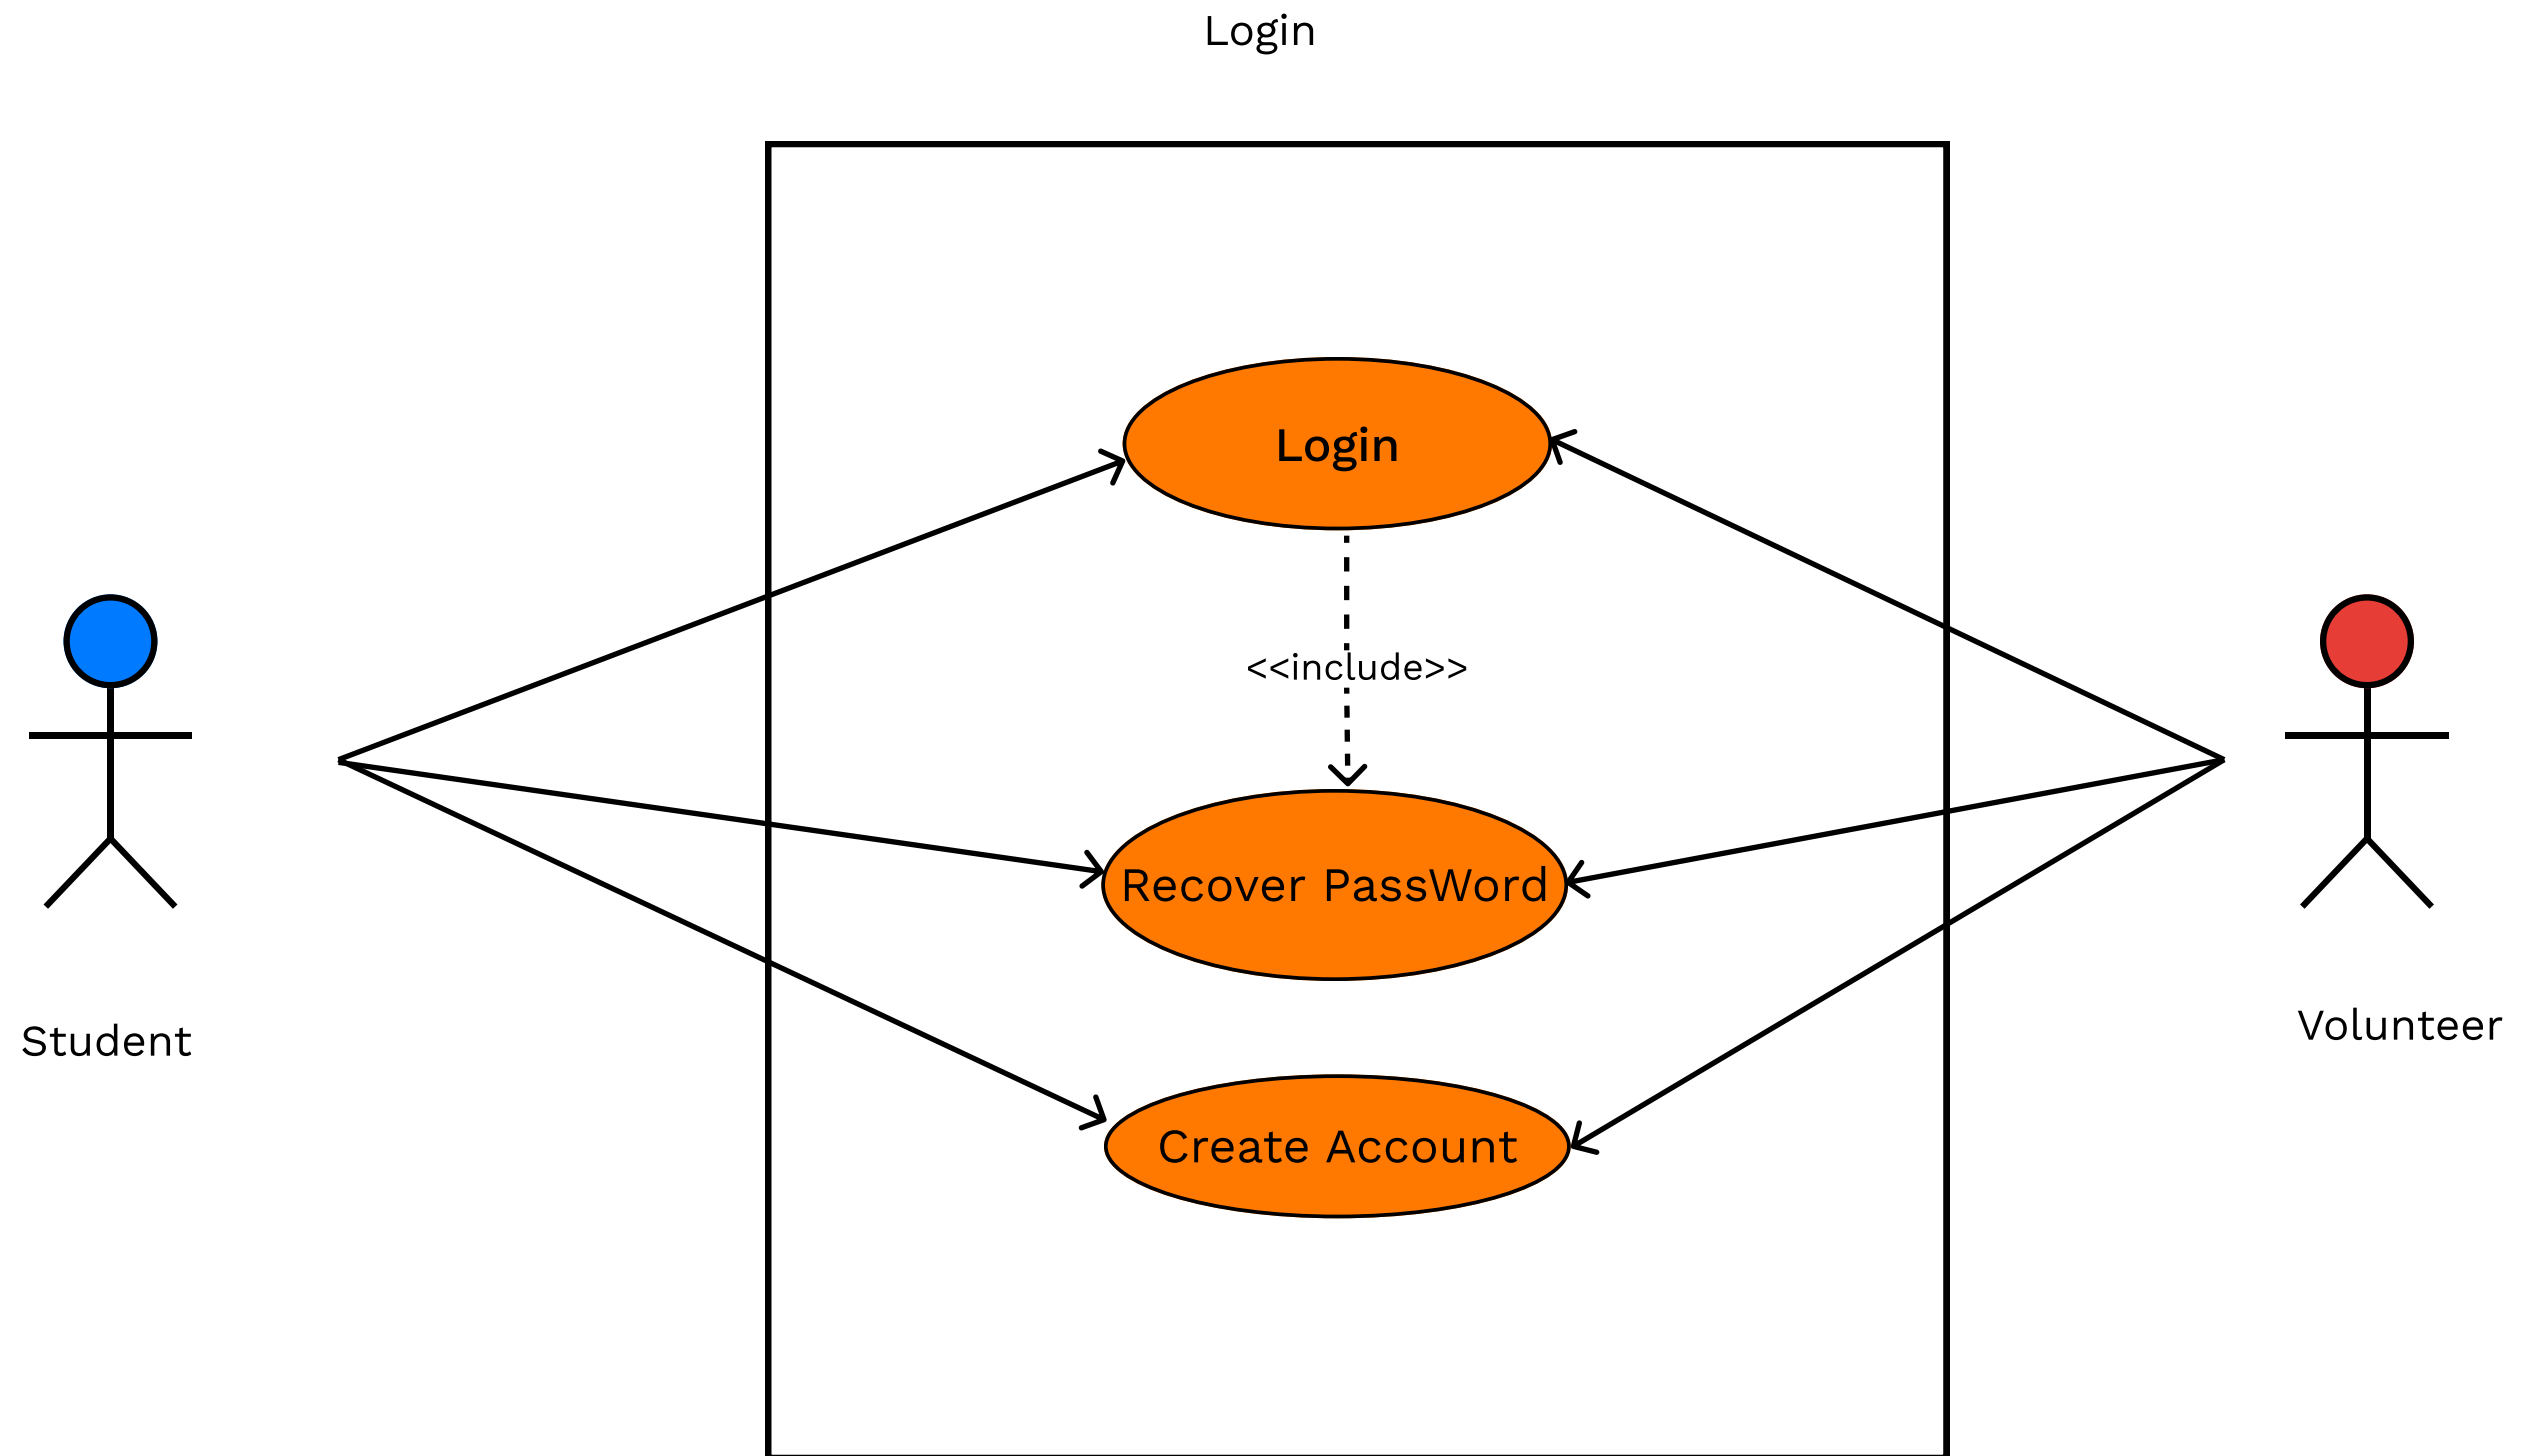 Login
Login
<<include>>
Recover PassWord
Student
Volunteer
Create Account